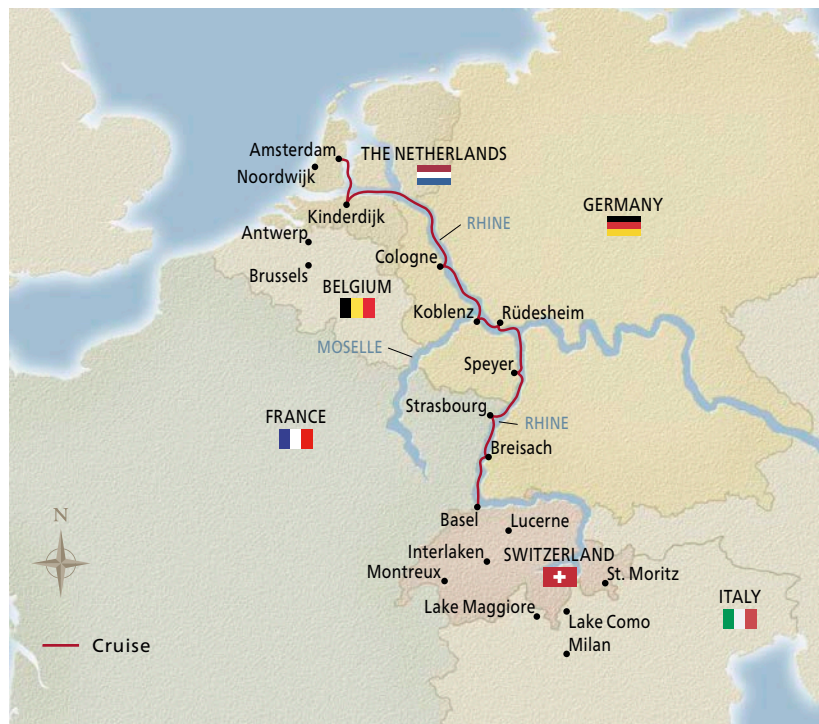 Amsterdam
THE NETHERLANDS
Noordwijk
Kinderdijk
GERMANY
RHINE
Antwerp
Cologne
Brussels
BELGIUM
Koblenz
Rüdesheim
MOSELLE
Speyer
Strasbourg
FRANCE
RHINE
Breisach
N
Basel
Lucerne
Interlaken
SWITZERLAND
Montreux
St. Moritz
Lake Maggiore
ITALY
Lake Como
Milan
Cruise